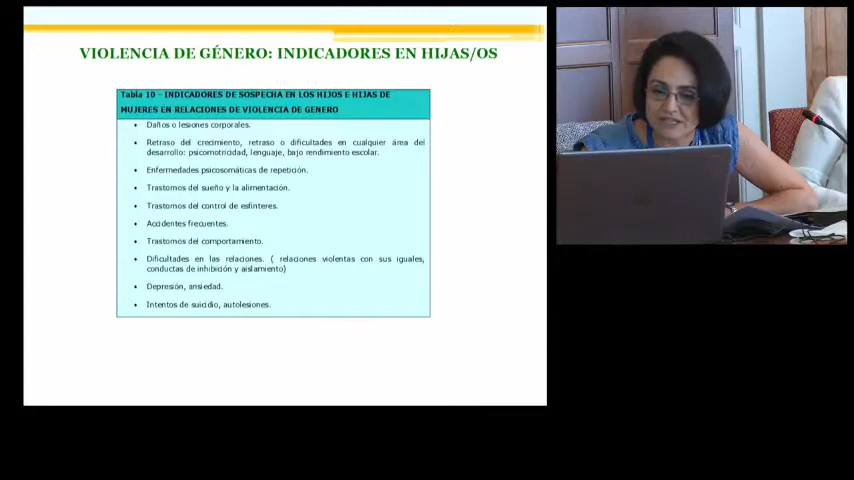 VIOLENCIA DE GÉNERO: INDICADORES EN HIJAS/OS
Tabla 10 – INDICADORES DE SOSPECHA EN LOS HIJOS E HIJAS DE
MUJERES EN RELACIONES DE VIOLENCIA DE GENERO
• Daños o lesiones corporales.
• Retraso del crecimiento, retraso o dificultades en cualquier área del
desarrollo: psicomotricidad, lenguaje, bajo rendimiento escolar.
• Enfermedades psicosomáticas de repetición.
• Trastornos del sueño y la alimentación.
• Trastornos del control de esfínteres.
• Accidentes frecuentes.
• Trastornos del comportamiento.
• Dificultades en las relaciones. ( relaciones violentas con sus iguales,
conductas de inhibición y aislamiento)
• Depresión, ansiedad.
• Intentos de suicidio, autolesiones.